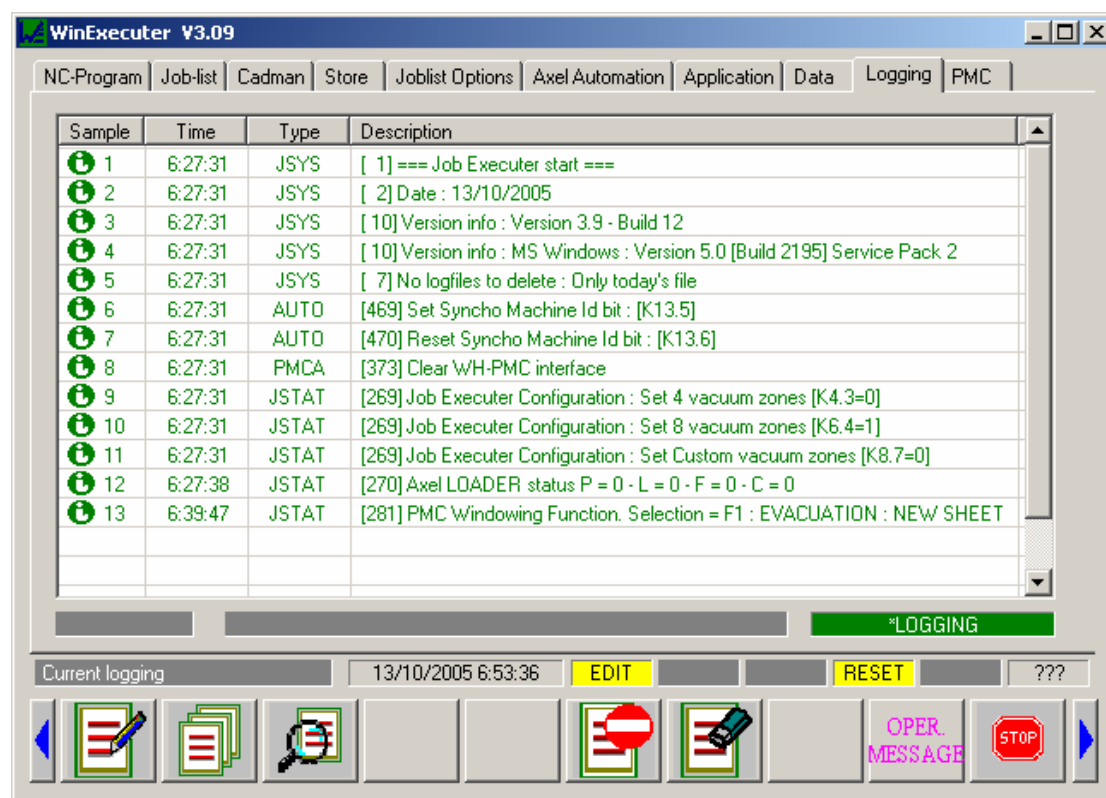 WinExecuter V3.09
NC-Program Job-list Cadman Store Joblist Options Axel Automation Application Data Logging PMC
Sample Time Type Description
1 6:27:31 JSYS [ 1] === Job Executer start ===
2 6:27:31 JSYS [ 2] Date : 13/10/2005
3 6:27:31 JSYS [ 10] Version info : Version 3.9 - Build 12
4 6:27:31 JSYS [ 10] Version info : MS Windows : Version 5.0 [Build 2195] Service Pack 2
5 6:27:31 JSYS [ 7] No logfiles to delete : Only today's file
6 6:27:31 AUTO [469] Set Syncho Machine Id bit : [K13.5]
7 6:27:31 AUTO [470] Reset Syncho Machine Id bit : [K13.6]
8 6:27:31 PMCA [373] Clear WH-PMC interface
9 6:27:31 JSTAT [269] Job Executer Configuration : Set 4 vacuum zones [K4.3=0]
10 6:27:31 JSTAT [269] Job Executer Configuration : Set 8 vacuum zones [K6.4=1]
11 6:27:31 JSTAT [269] Job Executer Configuration : Set Custom vacuum zones [K8.7=0]
12 6:27:38 JSTAT [270] Axel LOADER status P = 0 - L = 0 - F = 0 - C = 0
13 6:39:47 JSTAT [281] PMC Windowing Function. Selection = F1 : EVACUATION : NEW SHEET
*LOGGING
Current logging 13/10/2005 6:53:36 EDIT RESET ???
OPER.
MESSAGE
STOP